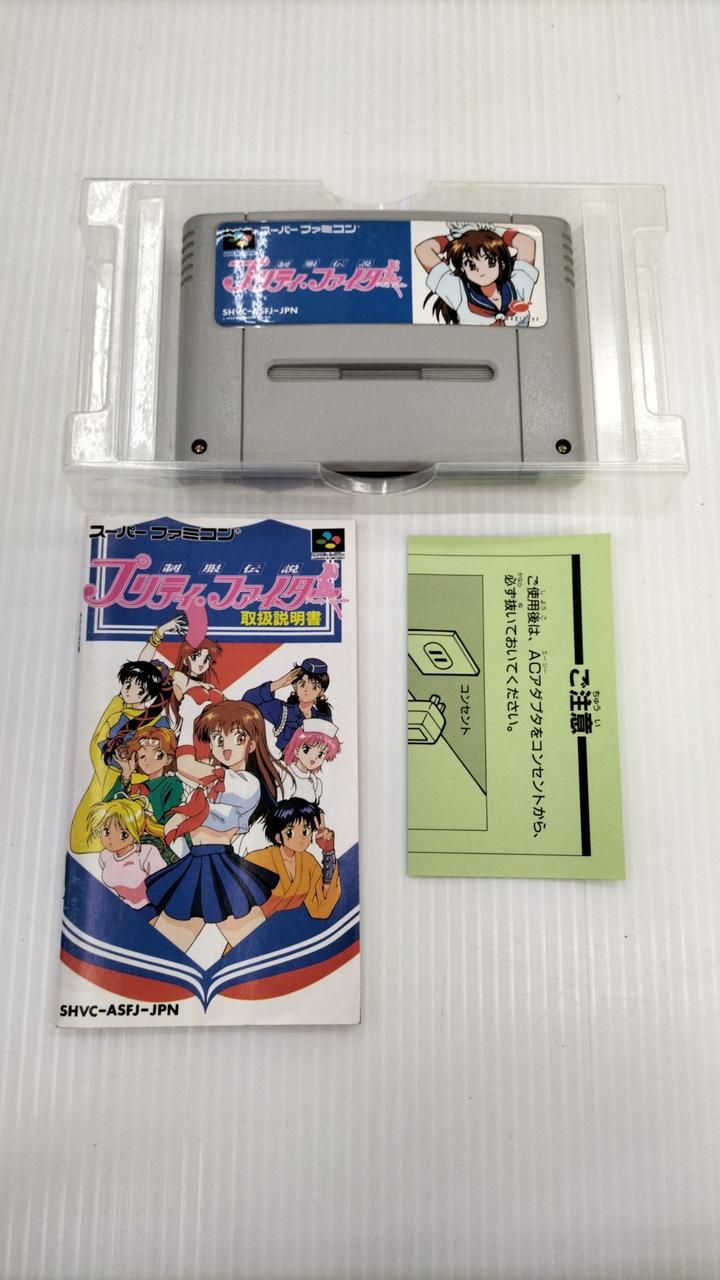 スーパーファミコン
制服伝説
プリティ・ファイター
SHVC-ASFJ-JPN
スーパーファミコン
制服伝説
プリティ・ファイター
取扱説明書
SHVC-ASFJ-JPN
ご注意
ちゅうい
ご使用後は、ACアダプタをコンセントから、
必ず抜いておいてください。
コンセント